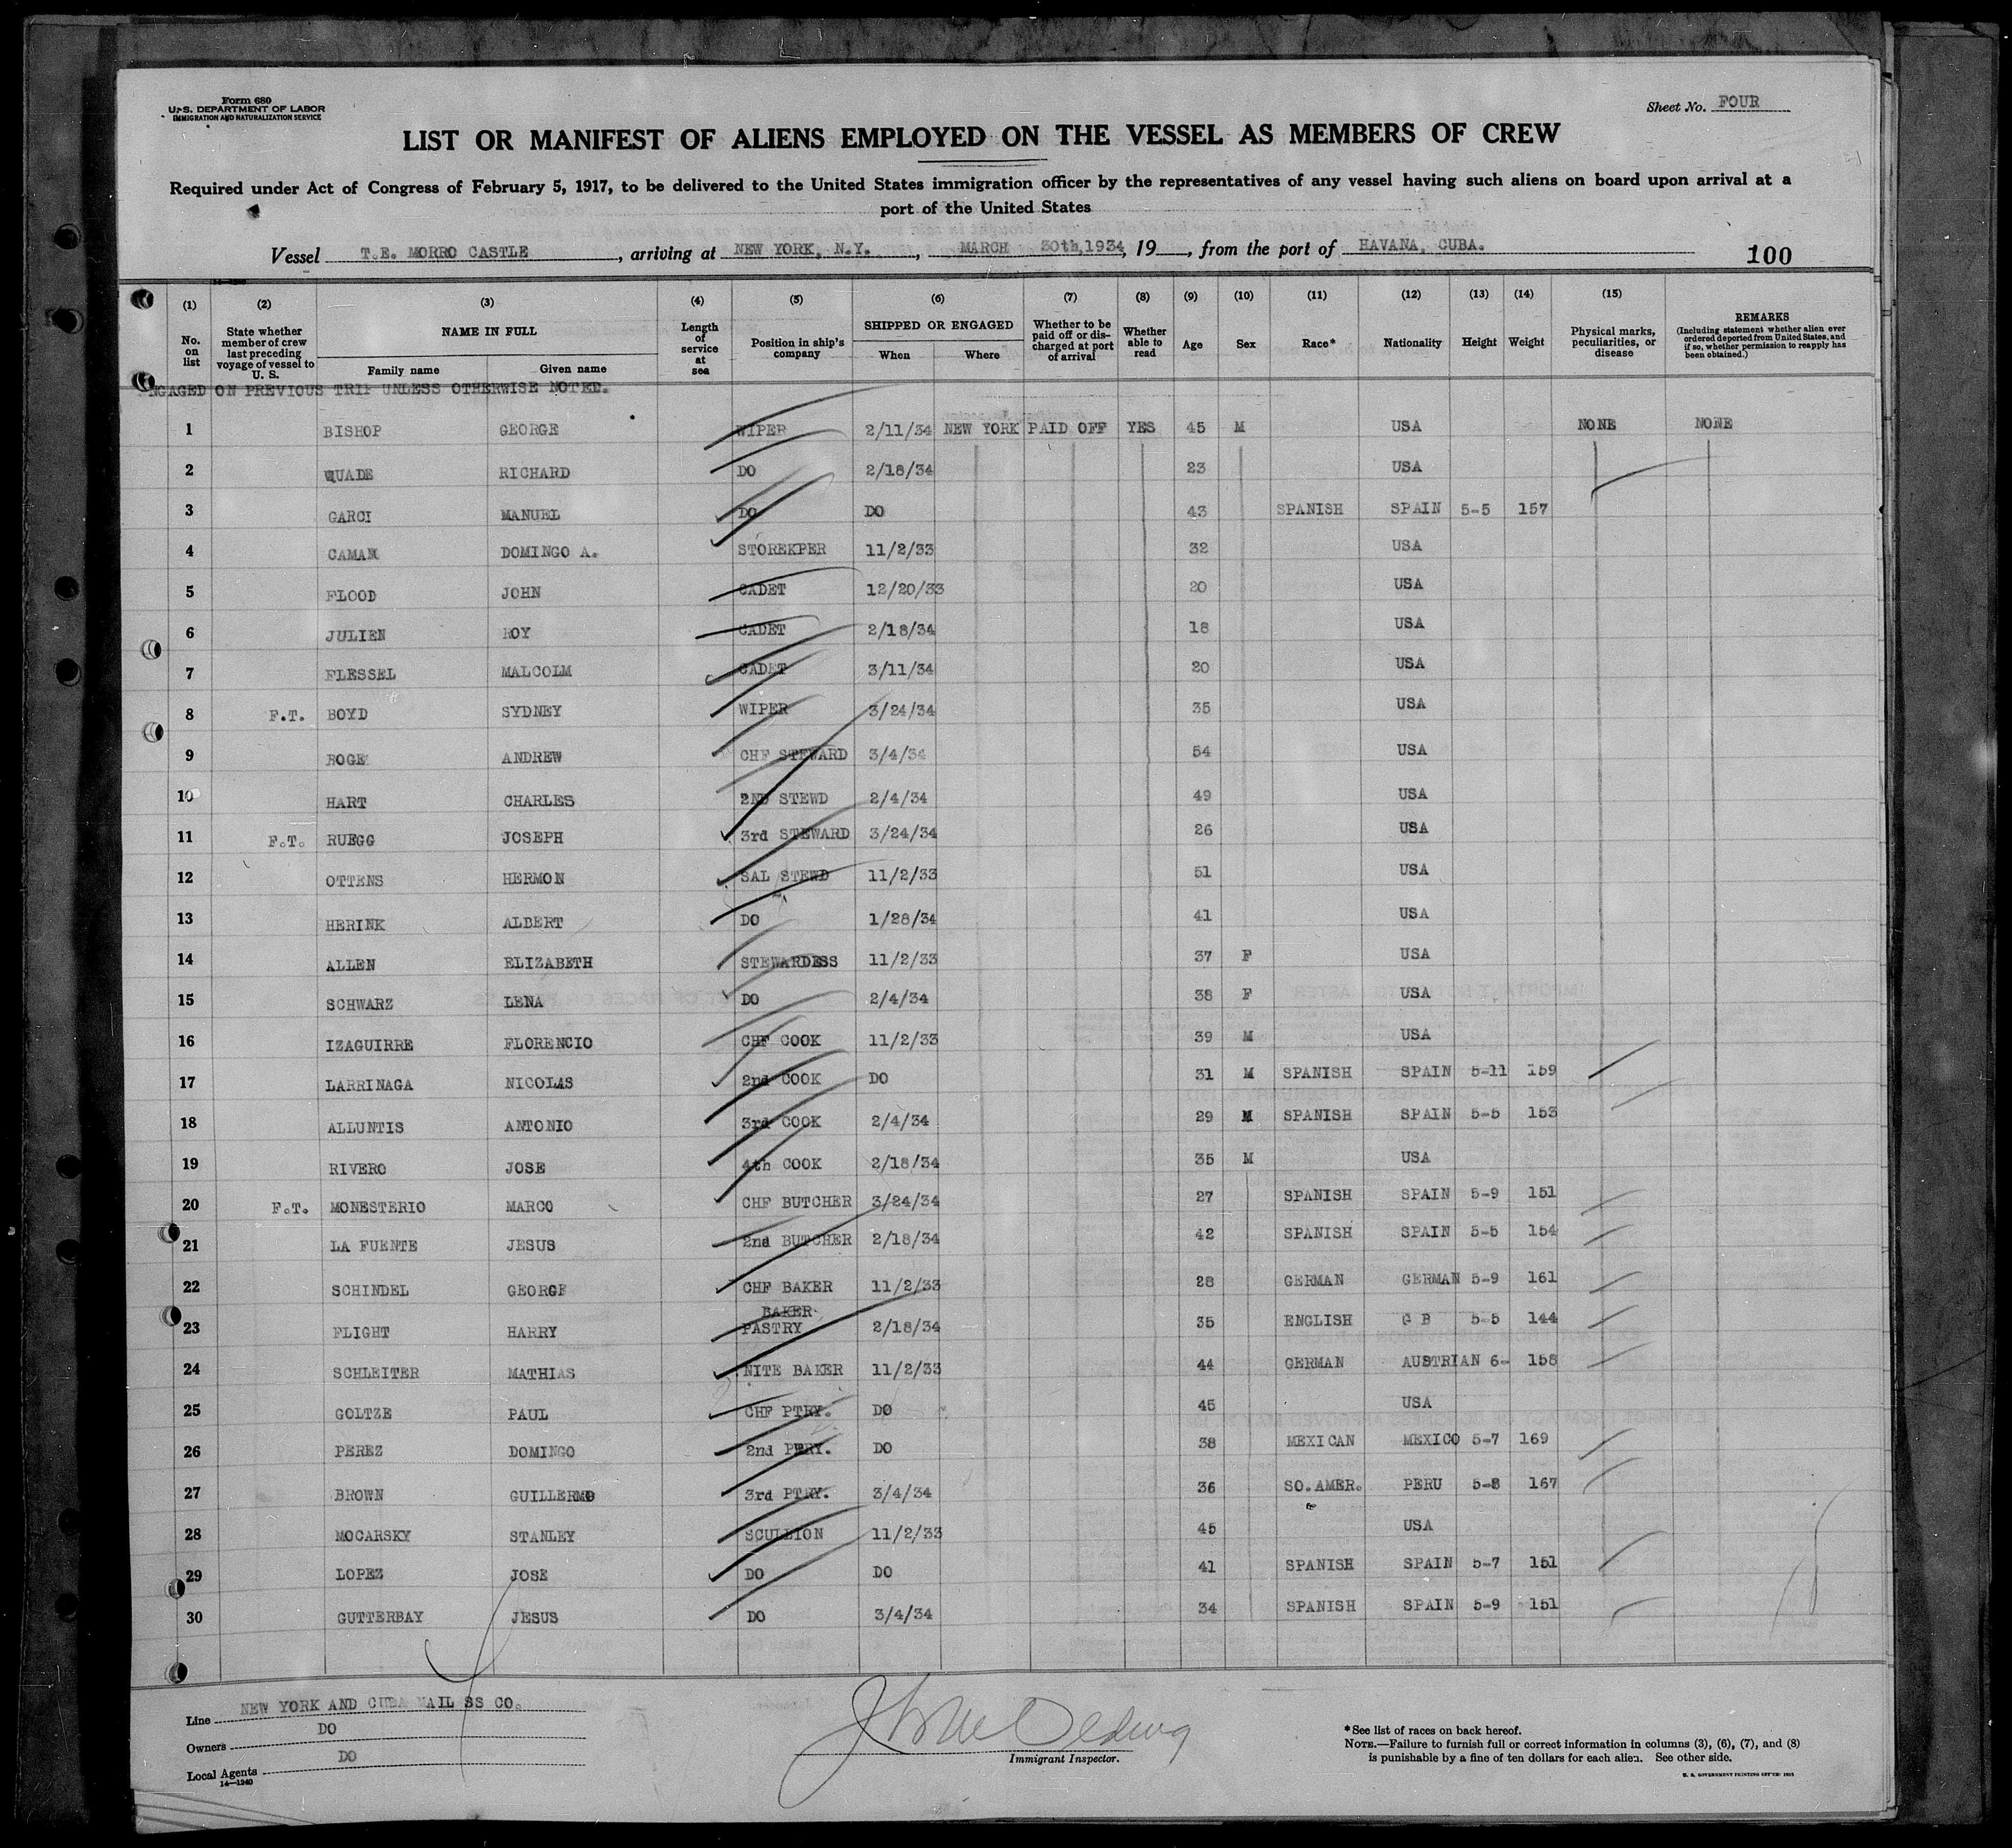 Form 680
U. S. DEPARTMENT OF LABOR
IMMIGRATION AND NATURALIZATION SERVICE
Sheet No. FOUR
LIST OR MANIFEST OF ALIENS EMPLOYED ON THE VESSEL AS MEMBERS OF CREW
Required under Act of Congress of February 5, 1917, to be delivered to the United States immigration officer by the representatives of any vessel having such aliens on board upon arrival at a
port of the United States
Vessel T.E. MORRO CASTLE, arriving at NEW YORK, N.Y., MARCH 30th,1934, 19, from the port of HAVANA, CUBA.
100
(1) (2) (3) (4) (5) (6) (7) (8) (9) (10) (11) (12) (13) (14) (15)
No. on list
State whether member of crew last preceding voyage of vessel to U. S.
NAME IN FULL
Family name Given name
Length of service at sea
Position in ship's company
SHIPPED OR ENGAGED
When Where
Whether to be paid off or discharged at port of arrival
Whether able to read
Age Sex Race* Nationality Height Weight
Physical marks, peculiarities, or disease
REMARKS
(Including statement whether alien ever ordered deported from United States, and if so, whether permission to reapply has been obtained.)
NGAGED ON PREVIOUS TRIP UNLESS OTHERWISE NOTED.
1 BISHOP GEORGE WIPER 2/11/34 NEW YORK PAID OFF YES 45 M USA NONE NONE
2 QUADE RICHARD DO 2/18/34 23 USA
3 GARCI MANUEL DO DO 43 SPANISH SPAIN 5-5 157
4 CAMAN DOMINGO A. STOREKPER 11/2/33 32 USA
5 FLOOD JOHN CADET 12/20/33 20 USA
6 JULIEN ROY CADET 2/18/34 18 USA
7 FLESSEL MALCOLM CADET 3/11/34 20 USA
8 F.T. BOYD SYDNEY WIPER 3/24/34 35 USA
9 ROGE ANDREW CHF STEWARD 3/4/34 54 USA
10 HART CHARLES 2ND STEWD 2/4/34 49 USA
11 F.T. RUEGG JOSEPH 3rd STEWARD 3/24/34 26 USA
12 OTTENS HERMON SAL STEWD 11/2/33 51 USA
13 HERINK ALBERT DO 1/28/34 41 USA
14 ALLEN ELIZABETH STEWARDESS 11/2/33 37 F USA
15 SCHWARZ LENA DO 2/4/34 38 F USA
16 IZAGUIRRE FLORENCIO CHF COOK 11/2/33 39 M USA
17 LARRINAGA NICOLAS 2nd COOK DO 31 M SPANISH SPAIN 5-11 159
18 ALLUNTIS ANTONIO 3rd COOK 2/4/34 29 M SPANISH SPAIN 5-5 153
19 RIVERO JOSE 4th COOK 2/18/34 35 M USA
20 F.T. MONESTERIO MARCO CHF BUTCHER 3/24/34 27 SPANISH SPAIN 5-9 151
21 LA FUENTE JESUS 2nd BUTCHER 2/18/34 42 SPANISH SPAIN 5-5 154
22 SCHINDEL GEORGE CHF BAKER 11/2/33 28 GERMAN GERMAN 5-9 161
BAKER
23 FLIGHT HARRY PASTRY 2/18/34 35 ENGLISH G B 5-5 144
24 SCHLEITER MATHIAS NITE BAKER 11/2/33 44 GERMAN AUSTRIAN 6- 158
25 GOLTZE PAUL CHF PTRY. DO 45 USA
26 PEREZ DOMINGO 2nd PTRY. DO 38 MEXICAN MEXICO 5-7 169
27 BROWN GUILLERMO 3rd PTRY. 3/4/34 36 SO.AMER. PERU 5-8 167
28 MOCARSKY STANLEY SCULLION 11/2/33 45 USA
29 LOPEZ JOSE DO DO 41 SPANISH SPAIN 5-7 151
30 GUTTERBAY JESUS DO 3/4/34 34 SPANISH SPAIN 5-9 151
Line NEW YORK AND CUBA MAIL SS CO.
Owners DO
Local Agents DO
14—1240
Immigrant Inspector.
*See list of races on back hereof.
NOTE.—Failure to furnish full or correct information in columns (3), (6), (7), and (8)
is punishable by a fine of ten dollars for each alien. See other side.
U. S. GOVERNMENT PRINTING OFFICE